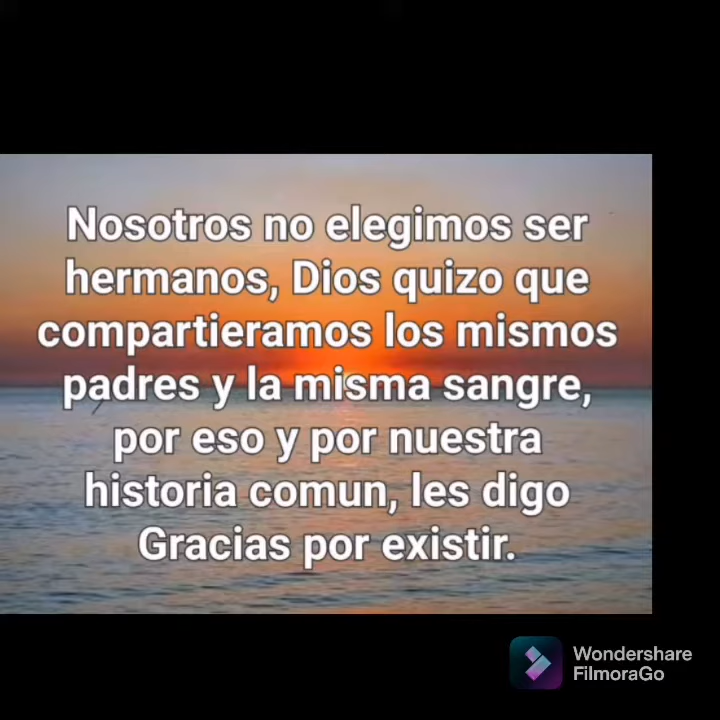 Nosotros no elegimos ser
hermanos, Dios quizo que
compartieramos los mismos
padres y la misma sangre,
por eso y por nuestra
historia comun, les digo
Gracias por existir.
Wondershare
FilmoraGo